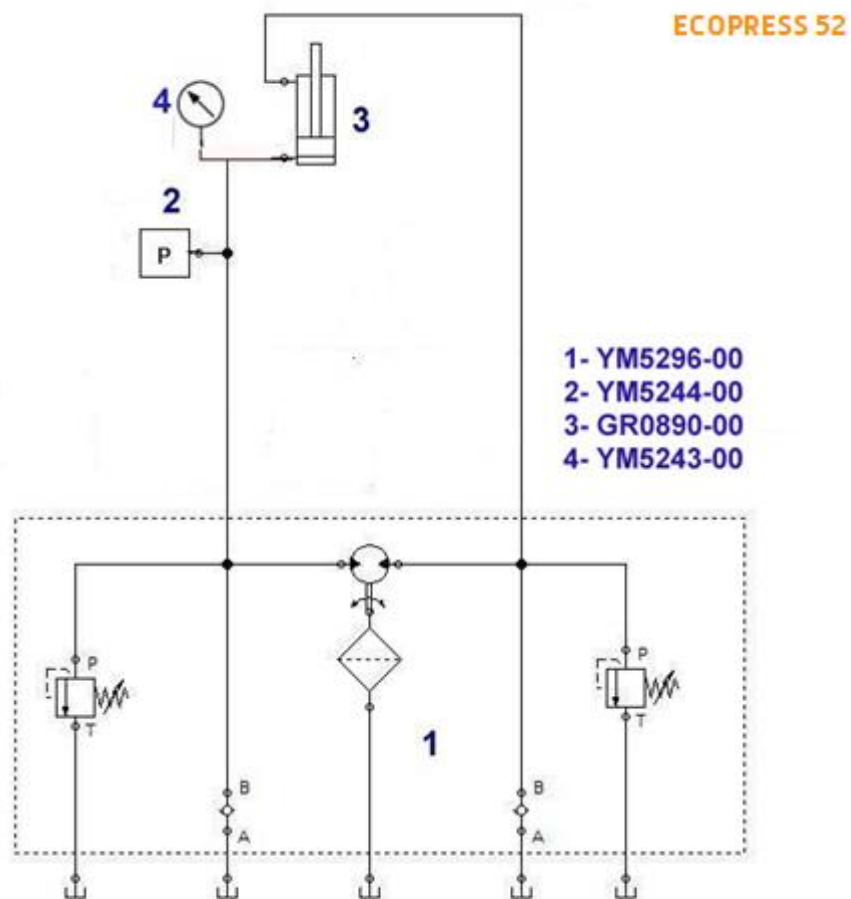 ECOPRESS 52
4
3
2
P
1- YM5296-00
2- YM5244-00
3- GR0890-00
4- YM5243-00
P
P
T
T
1
B
B
A
A